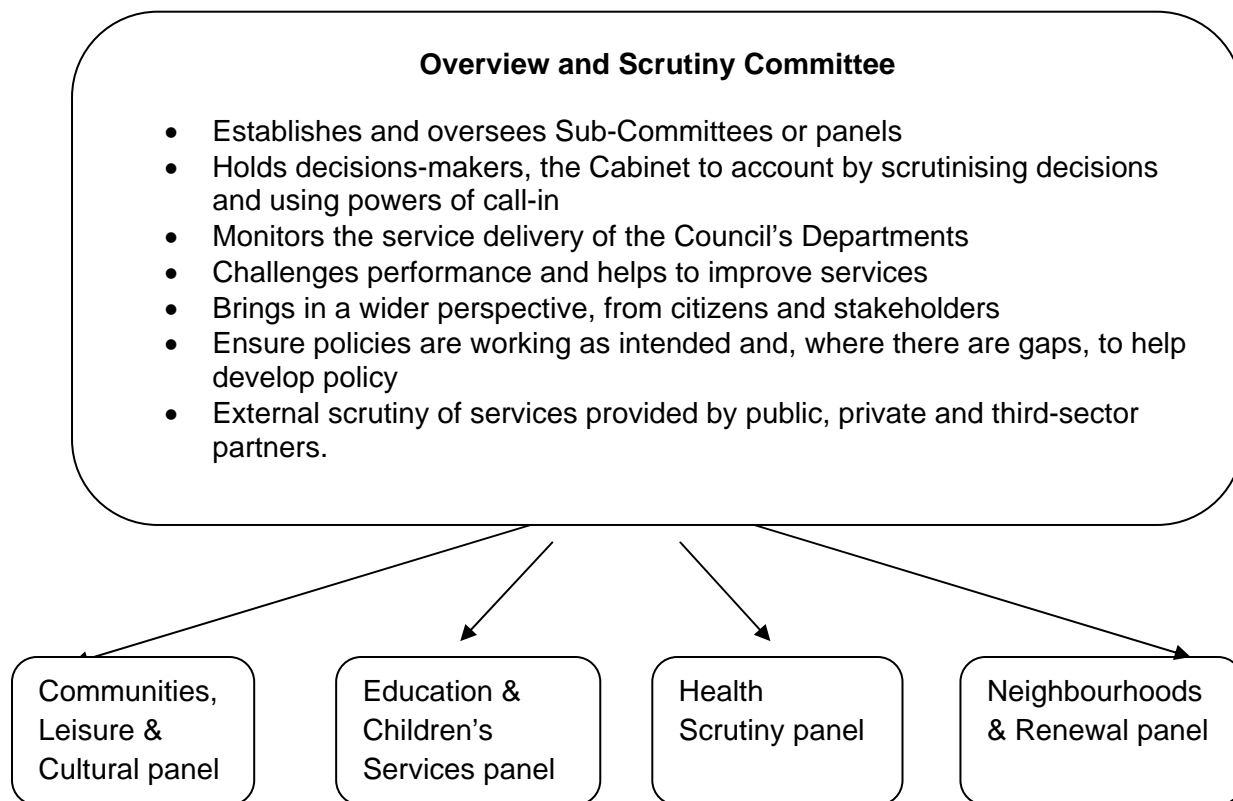 Overview and Scrutiny Committee
• Establishes and oversees Sub-Committees or panels
• Holds decisions-makers, the Cabinet to account by scrutinising decisions
and using powers of call-in
• Monitors the service delivery of the Council’s Departments
• Challenges performance and helps to improve services
• Brings in a wider perspective, from citizens and stakeholders
• Ensure policies are working as intended and, where there are gaps, to help
develop policy
• External scrutiny of services provided by public, private and third-sector
partners.
Communities,
Leisure &
Cultural panel
Education &
Children’s
Services panel
Health
Scrutiny panel
Neighbourhoods
& Renewal panel